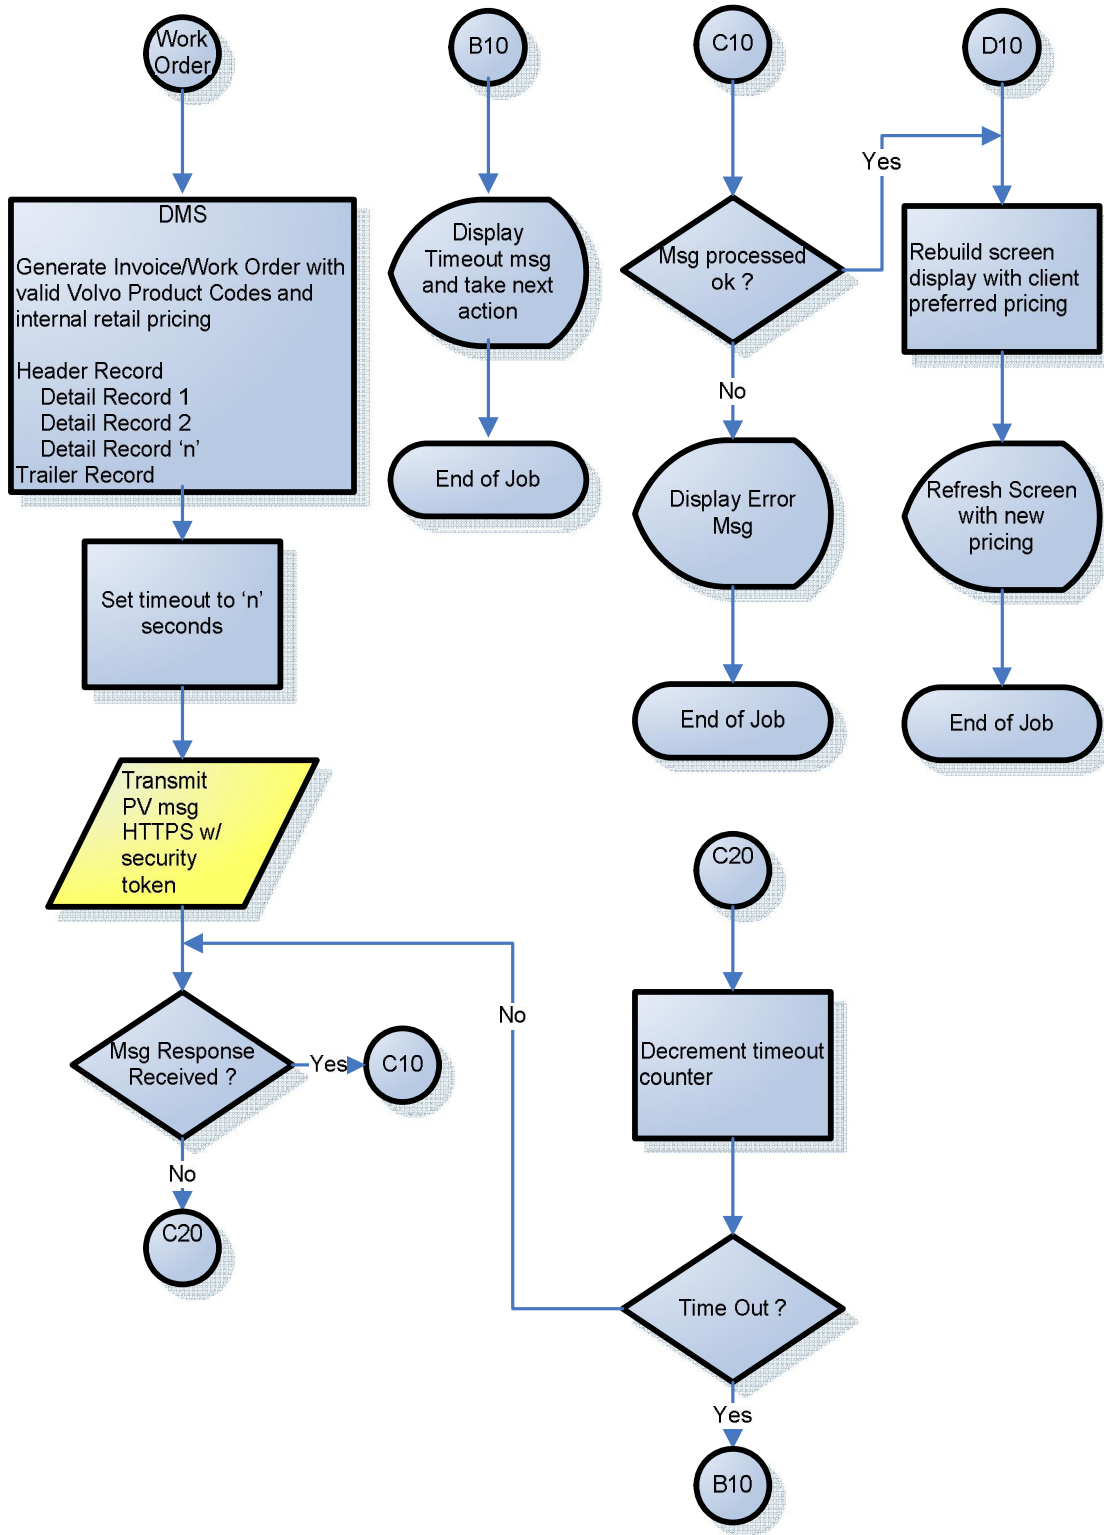 Work
Order
DMS
Generate Invoice/Work Order with
valid Volvo Product Codes and
internal retail pricing
Header Record
Detail Record 1
Detail Record 2
Detail Record ‘n’
Trailer Record
Set timeout to ‘n’
seconds
Transmit
PV msg
HTTPS w/
security
token
Msg Response
Received ?
Yes
C10
No
C20
B10
Display
Timeout msg
and take next
action
End of Job
C10
Msg processed
ok ?
Yes
No
Display Error
Msg
End of Job
D10
Rebuild screen
display with client
preferred pricing
Refresh Screen
with new
pricing
End of Job
C20
Decrement timeout
counter
Time Out ?
No
Yes
B10